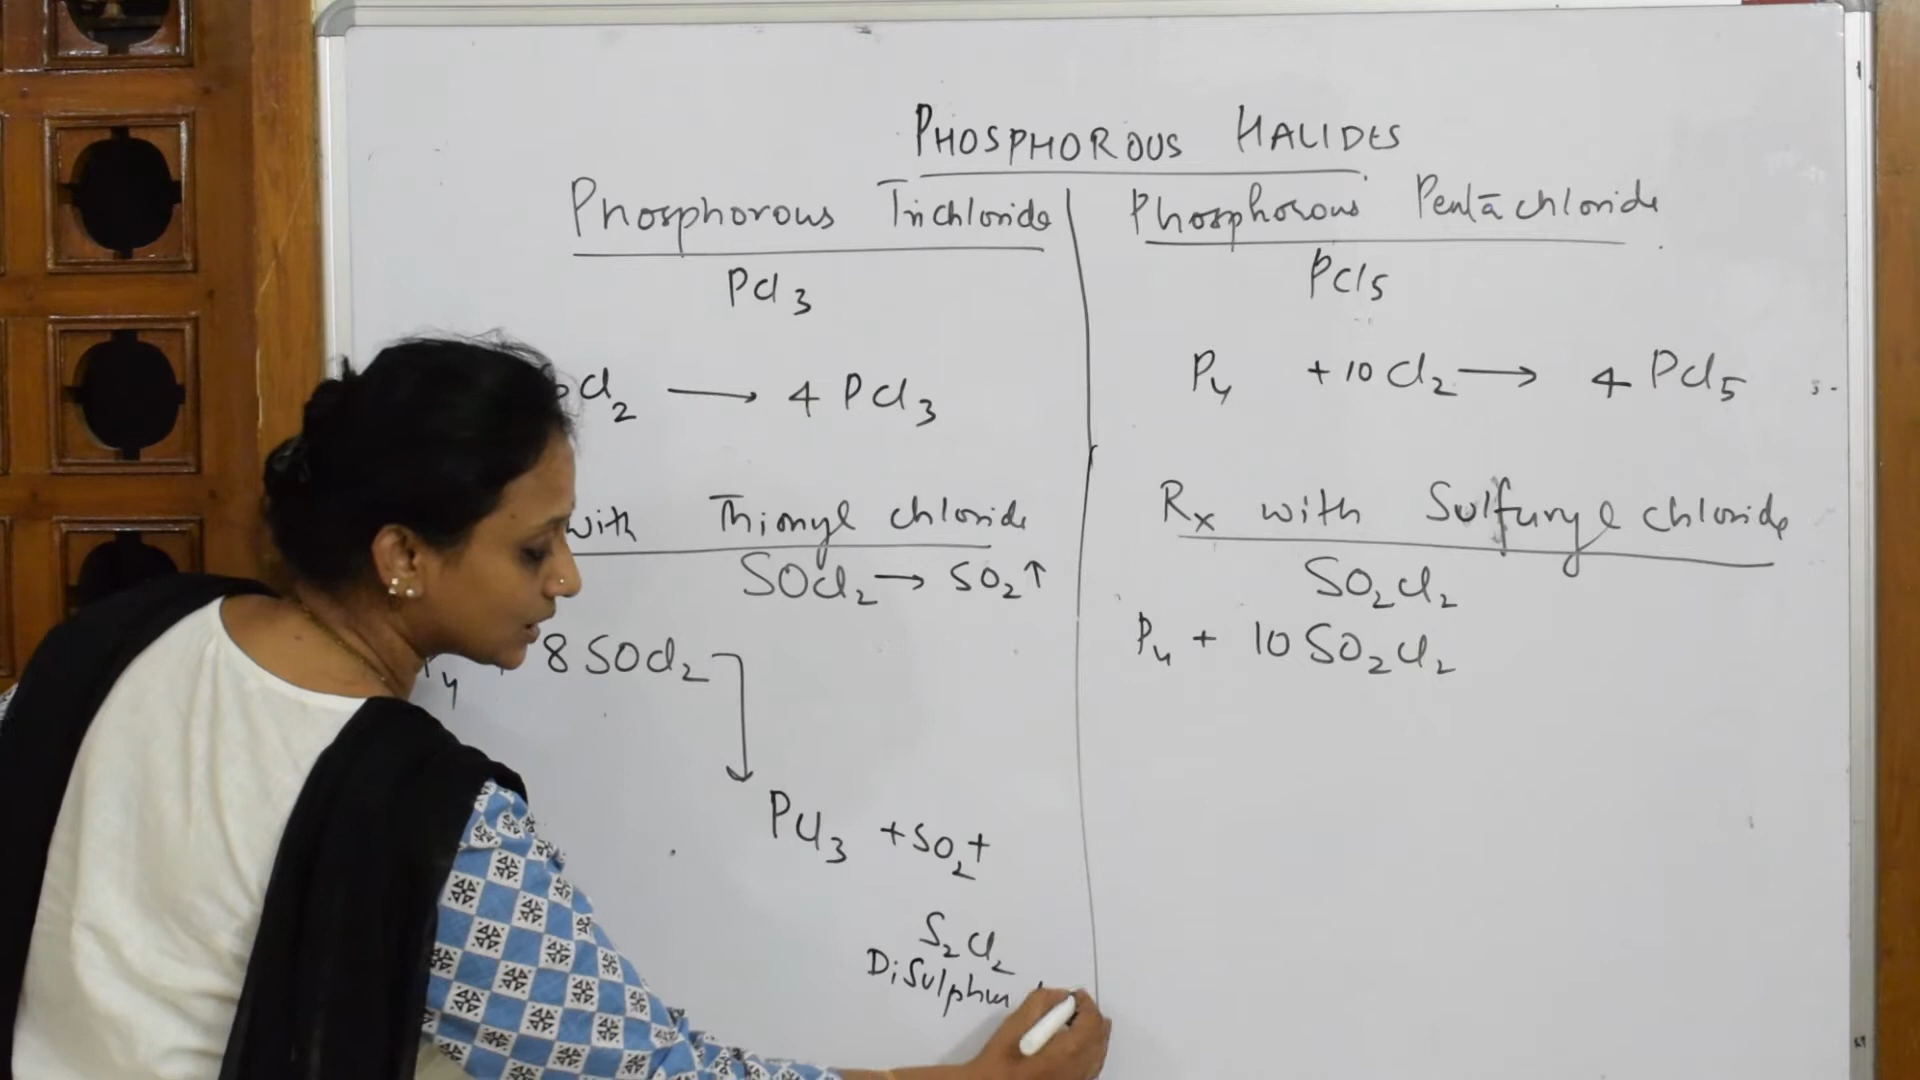 PHOSPHOROUS HALIDES
Phosphorous Trichloride
PCl3
Cl2 ⟶ 4 PCl3
with Thionyl chloride
SOCl2 → SO2 ↑
8 SOCl2
PCl3 + SO2 +
S2Cl2
DiSulphur
Phosphorous Pentachloride
PCl5
P4 + 10 Cl2 ⟶ 4 PCl5
Rx with Sulfuryl chloride
SO2Cl2
P4 + 10 SO2Cl2